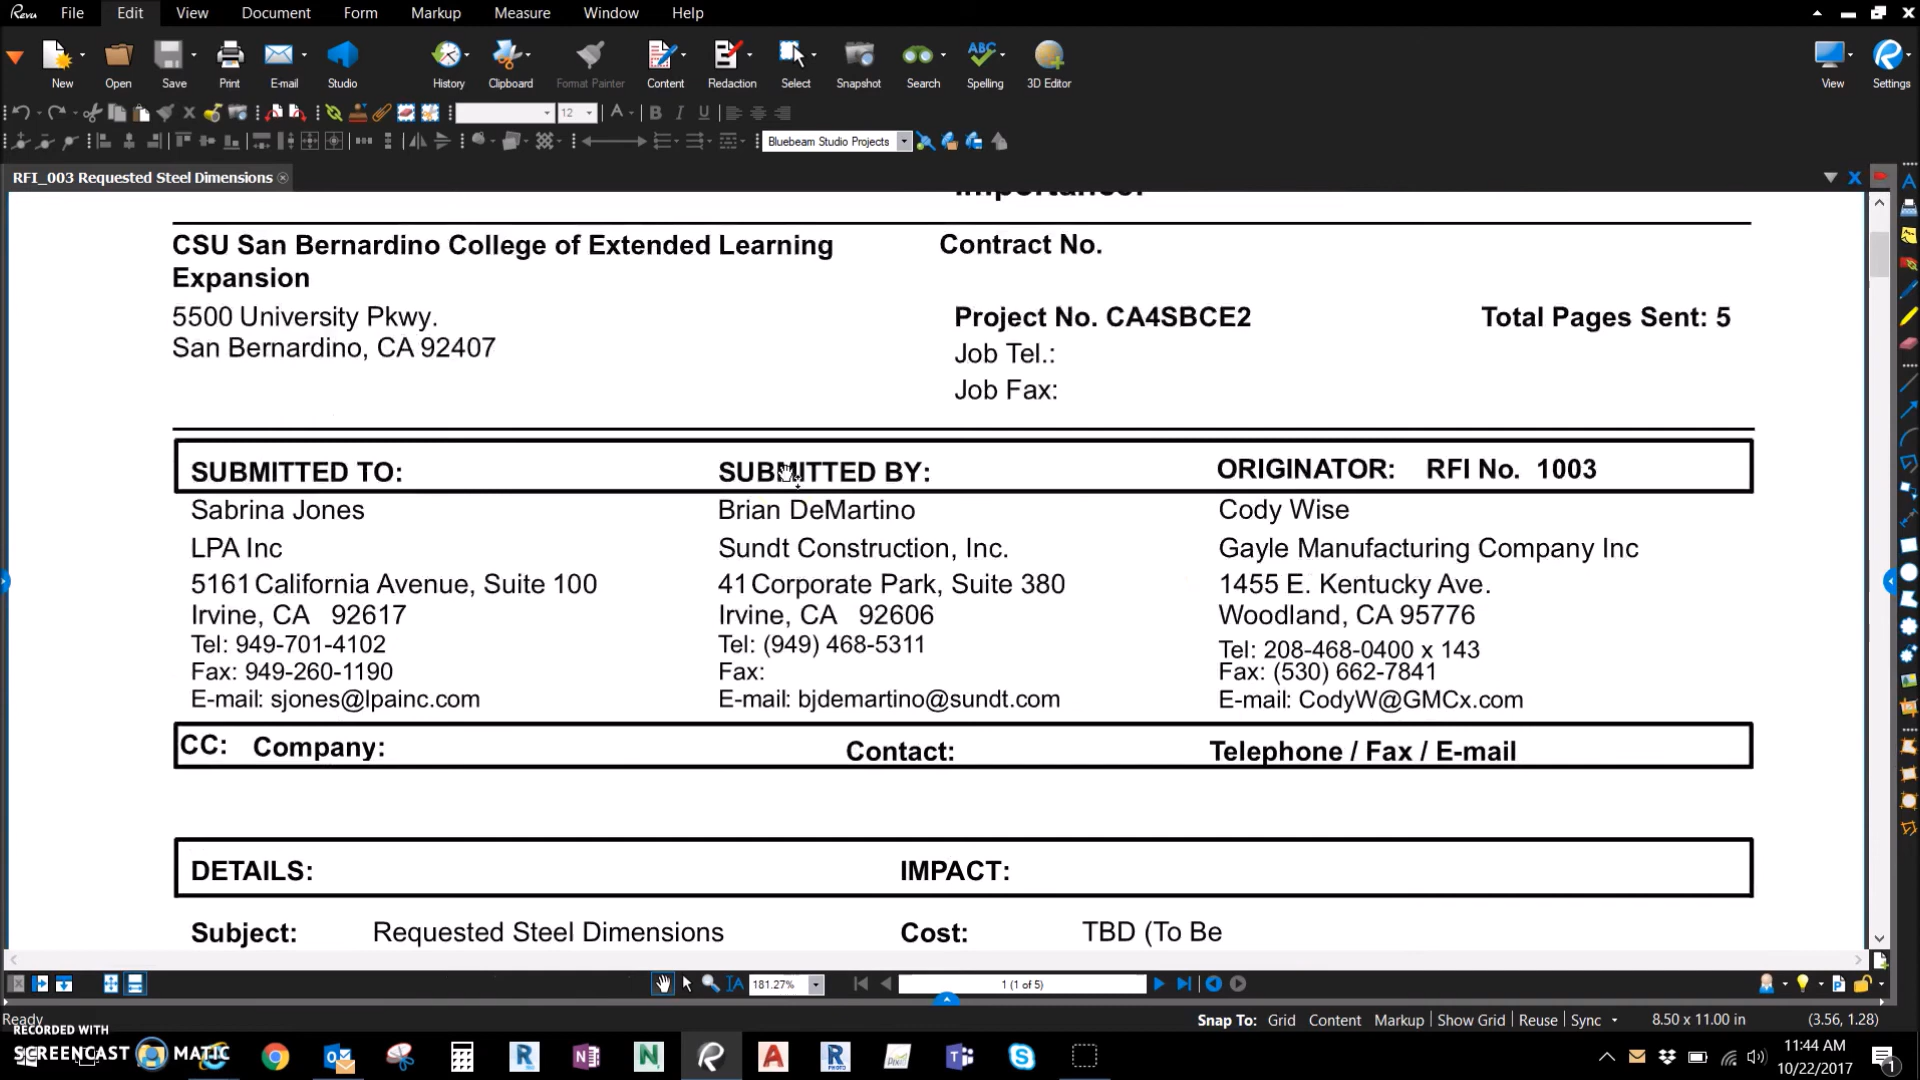 Revu File Edit View Document Form Markup Measure Window Help
New Open Save Print E-mail Studio History Clipboard Format Painter Content Redaction Select Snapshot Search Spelling 3D Editor View Settings
12 A B I U
Bluebeam Studio Projects
RFI_003 Requested Steel Dimensions
Importance:
CSU San Bernardino College of Extended Learning
Expansion
Contract No.
5500 University Pkwy.
San Bernardino, CA 92407
Project No. CA4SBCE2
Total Pages Sent: 5
Job Tel.:
Job Fax:
SUBMITTED TO: SUBMITTED BY: ORIGINATOR: RFI No. 1003
Sabrina Jones Brian DeMartino Cody Wise
LPA Inc Sundt Construction, Inc. Gayle Manufacturing Company Inc
5161 California Avenue, Suite 100 41 Corporate Park, Suite 380 1455 E. Kentucky Ave.
Irvine, CA 92617 Irvine, CA 92606 Woodland, CA 95776
Tel: 949-701-4102 Tel: (949) 468-5311 Tel: 208-468-0400 x 143
Fax: 949-260-1190 Fax: Fax: (530) 662-7841
E-mail: sjones@lpainc.com E-mail: bjdemartino@sundt.com E-mail: CodyW@GMCx.com
CC: Company: Contact: Telephone / Fax / E-mail
DETAILS: IMPACT:
Subject: Requested Steel Dimensions Cost: TBD (To Be
181.27% 1 (1 of 5)
Ready Snap To: Grid Content Markup Show Grid Reuse Sync 8.50 x 11.00 in (3.56, 1.28)
RECORDED WITH
SCREENCAST MATIC
11:44 AM
10/22/2017